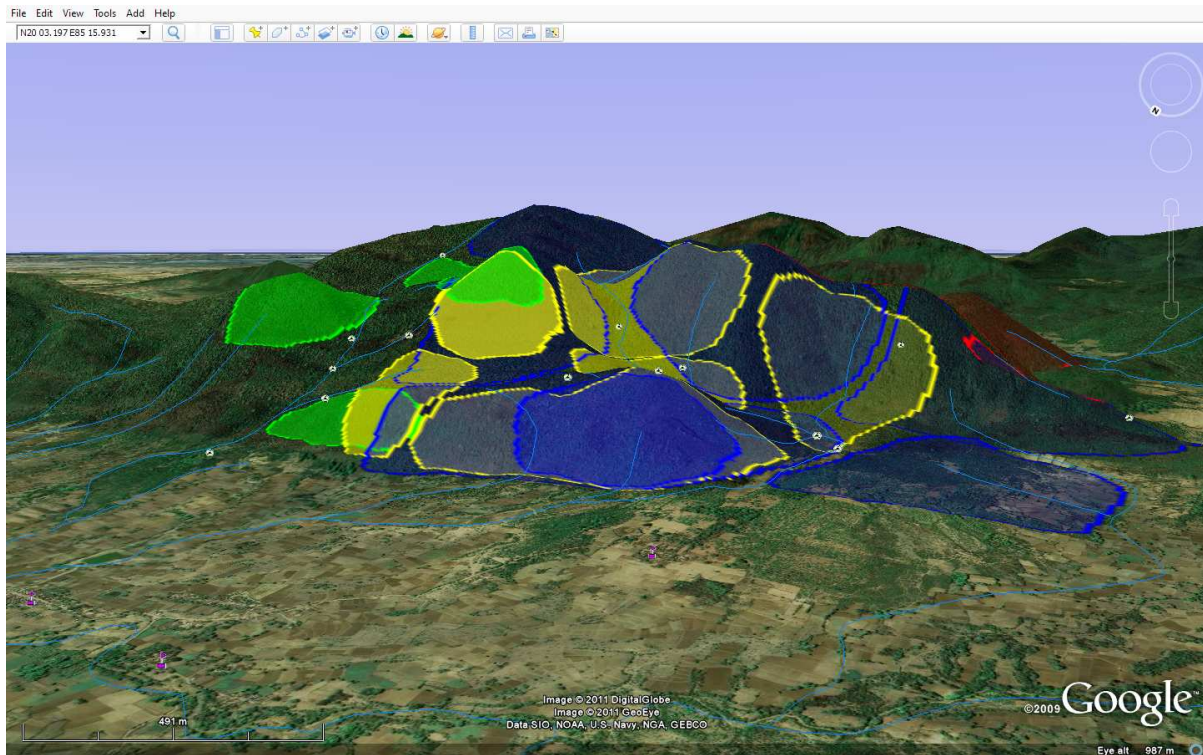 File Edit View Tools Add Help
N20 03.197 E85 15.931
N
491 m
Image © 2011 DigitalGlobe
Image © 2011 GeoEye
Data SIO, NOAA, U.S. Navy, NGA, GEBCO
©2009 Google™
Eye alt 987 m